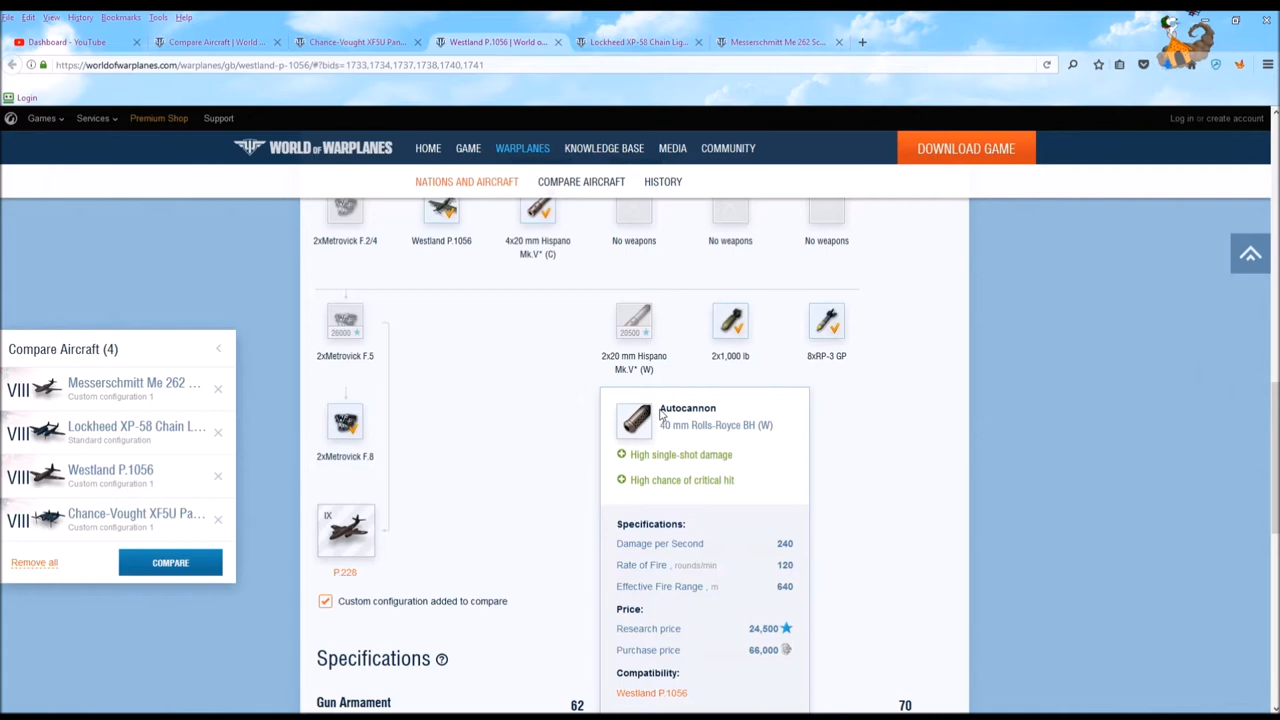 File Edit View History Bookmarks Tools Help
Dashboard - YouTube
Compare Aircraft | World ...
Chance-Vought XF5U Pan...
Westland P.1056 | World o...
Lockheed XP-58 Chain Lig...
Messerschmitt Me 262 Sc...
https://worldofwarplanes.com/warplanes/gb/westland-p-1056/#?bids=1733,1734,1737,1738,1740,1741
Login
Games Services Premium Shop Support
Log in or create account
WORLD OF WARPLANES HOME GAME WARPLANES KNOWLEDGE BASE MEDIA COMMUNITY DOWNLOAD GAME
NATIONS AND AIRCRAFT COMPARE AIRCRAFT HISTORY
2xMetrovick F.2/4
Westland P.1056
4x20 mm Hispano
Mk.V* (C)
No weapons
No weapons
No weapons
26000
2xMetrovick F.5
20500
2x20 mm Hispano
Mk.V* (W)
2x1,000 lb
8xRP-3 GP
2xMetrovick F.8
IX
P.228
Custom configuration added to compare
Compare Aircraft (4)
VIII Messerschmitt Me 262 ...
Custom configuration 1
VIII Lockheed XP-58 Chain L...
Standard configuration
VIII Westland P.1056
Custom configuration 1
VIII Chance-Vought XF5U Pa...
Custom configuration 1
Remove all COMPARE
Autocannon
40 mm Rolls-Royce BH (W)
High single-shot damage
High chance of critical hit
Specifications:
Damage per Second 240
Rate of Fire , rounds/min 120
Effective Fire Range , m 640
Price:
Research price 24,500
Purchase price 66,000
Compatibility:
Westland P.1056
Specifications
Gun Armament 62 70